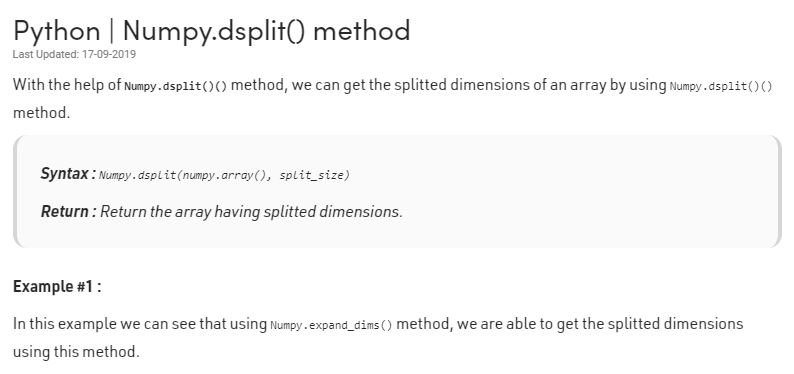 Python | Numpy.dsplit() method
Last Updated: 17-09-2019
With the help of Numpy.dsplit()() method, we can get the splitted dimensions of an array by using Numpy.dsplit()()
method.
Syntax : Numpy.dsplit(numpy.array(), split_size)
Return : Return the array having splitted dimensions.
Example #1 :
In this example we can see that using Numpy.expand_dims() method, we are able to get the splitted dimensions
using this method.